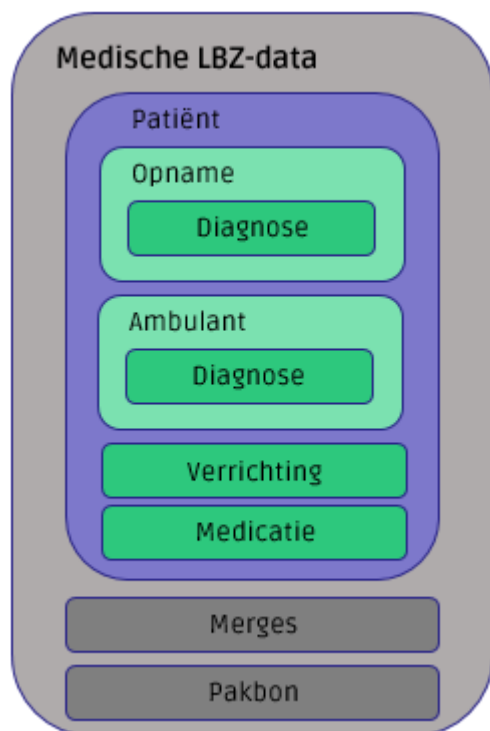 Medische LBZ-data
Patiënt
Opname
Diagnose
Ambulant
Diagnose
Verrichting
Medicatie
Merges
Pakbon